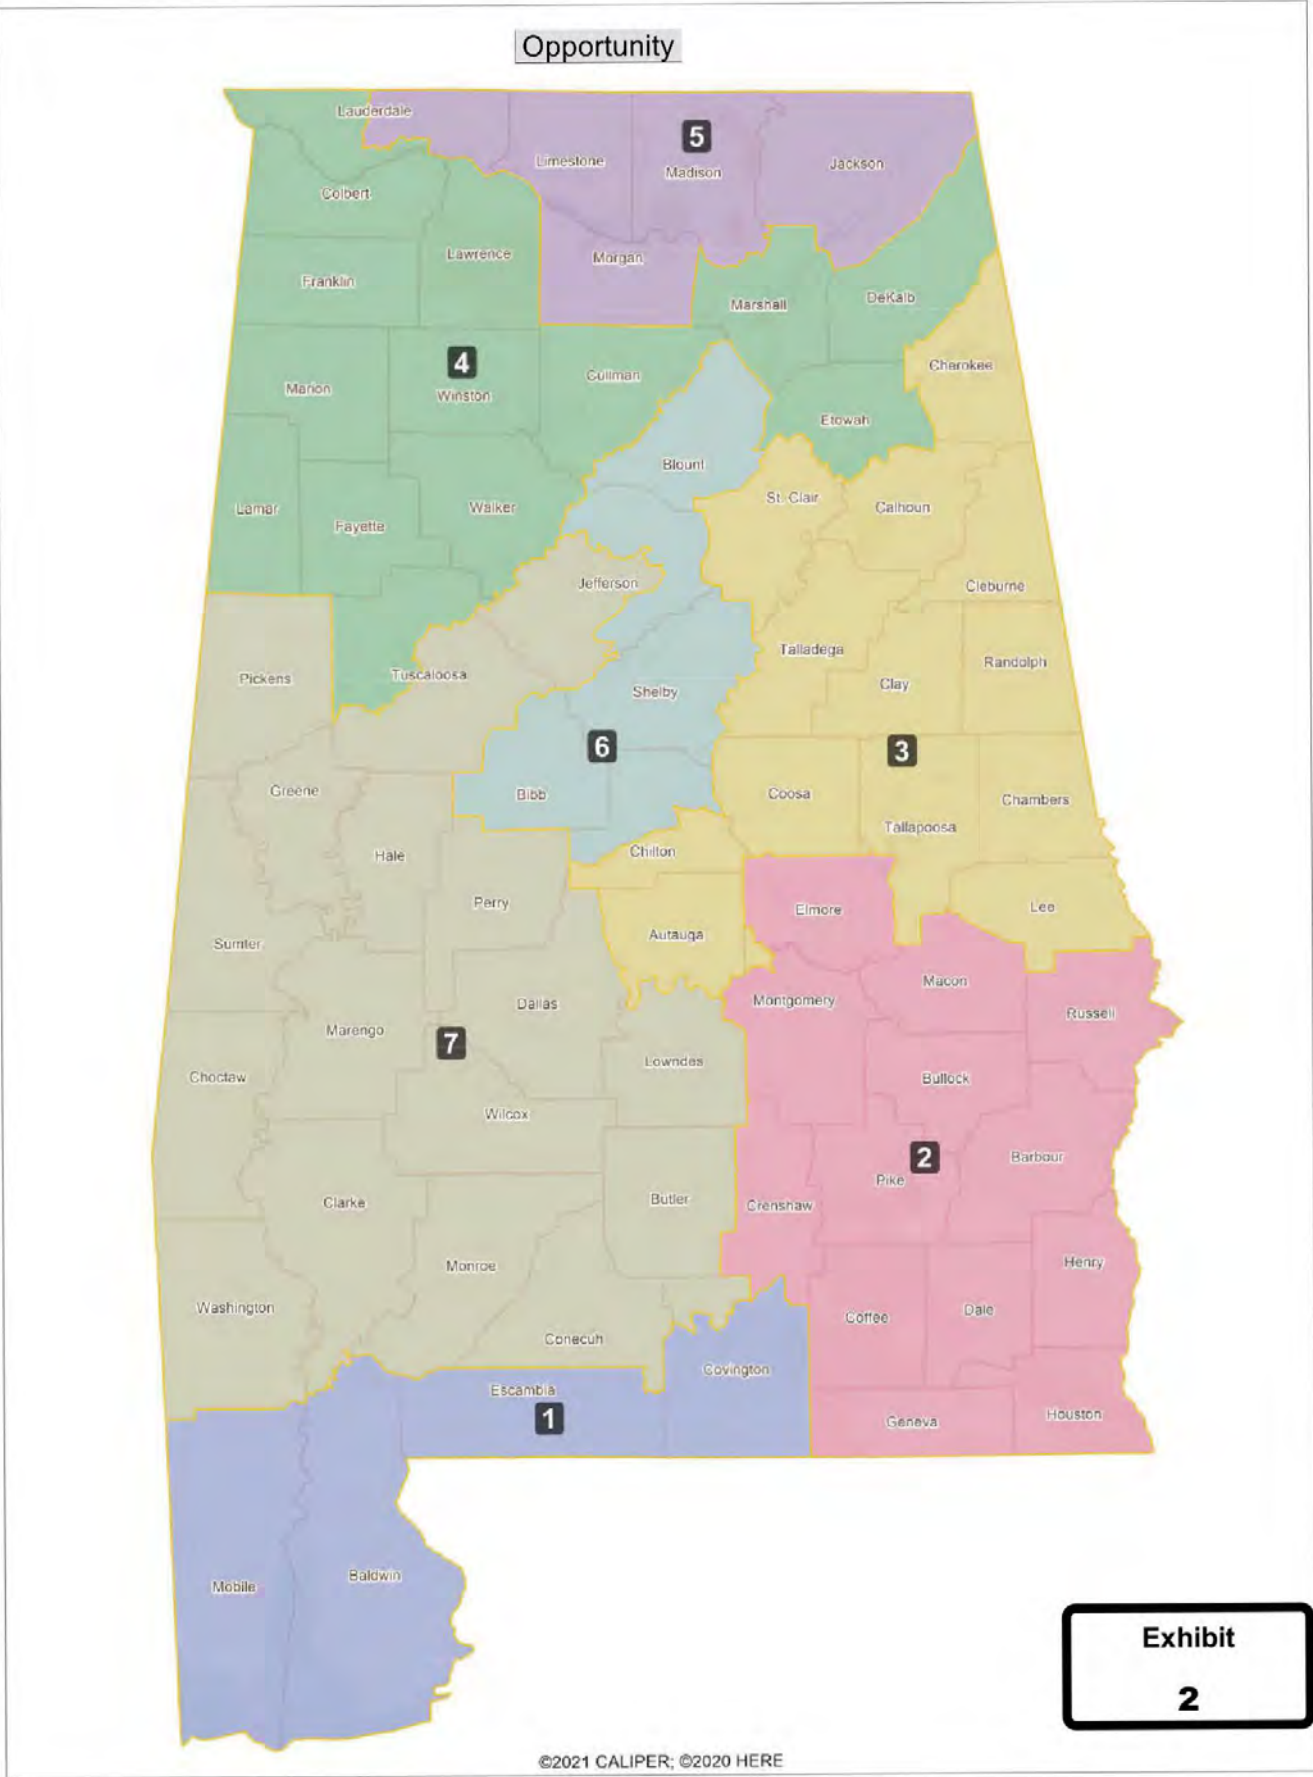 Opportunity
Lauderdale
5
Limestone
Madison
Jackson
Colbert
Lawrence
Morgan
Franklin
DeKalb
Marshall
4
Cherokee
Cullman
Marion
Winston
Etowah
Blount
St. Clair
Lamar
Walker
Calhoun
Fayette
Jefferson
Cleburne
Talladega
Randolph
Pickens
Tuscaloosa
Clay
Shelby
6
3
Greene
Bibb
Coosa
Chambers
Tallapoosa
Hale
Chilton
Perry
Elmore
Lee
Sumter
Autauga
Macon
Dallas
Montgomery
Russell
Marengo
7
Lowndes
Choctaw
Bullock
Wilcox
2
Barbour
Pike
Clarke
Butler
Crenshaw
Monroe
Henry
Washington
Coffee
Dale
Conecuh
Covington
Escambia
1
Geneva
Houston
Mobile
Baldwin
Exhibit
2
©2021 CALIPER; ©2020 HERE